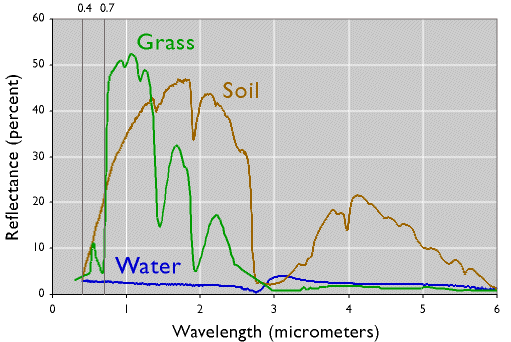 0.4 0.7
60
50
40
30
20
10
0
Reflectance (percent)
Grass
Soil
Water
0 1 2 3 4 5 6
Wavelength (micrometers)